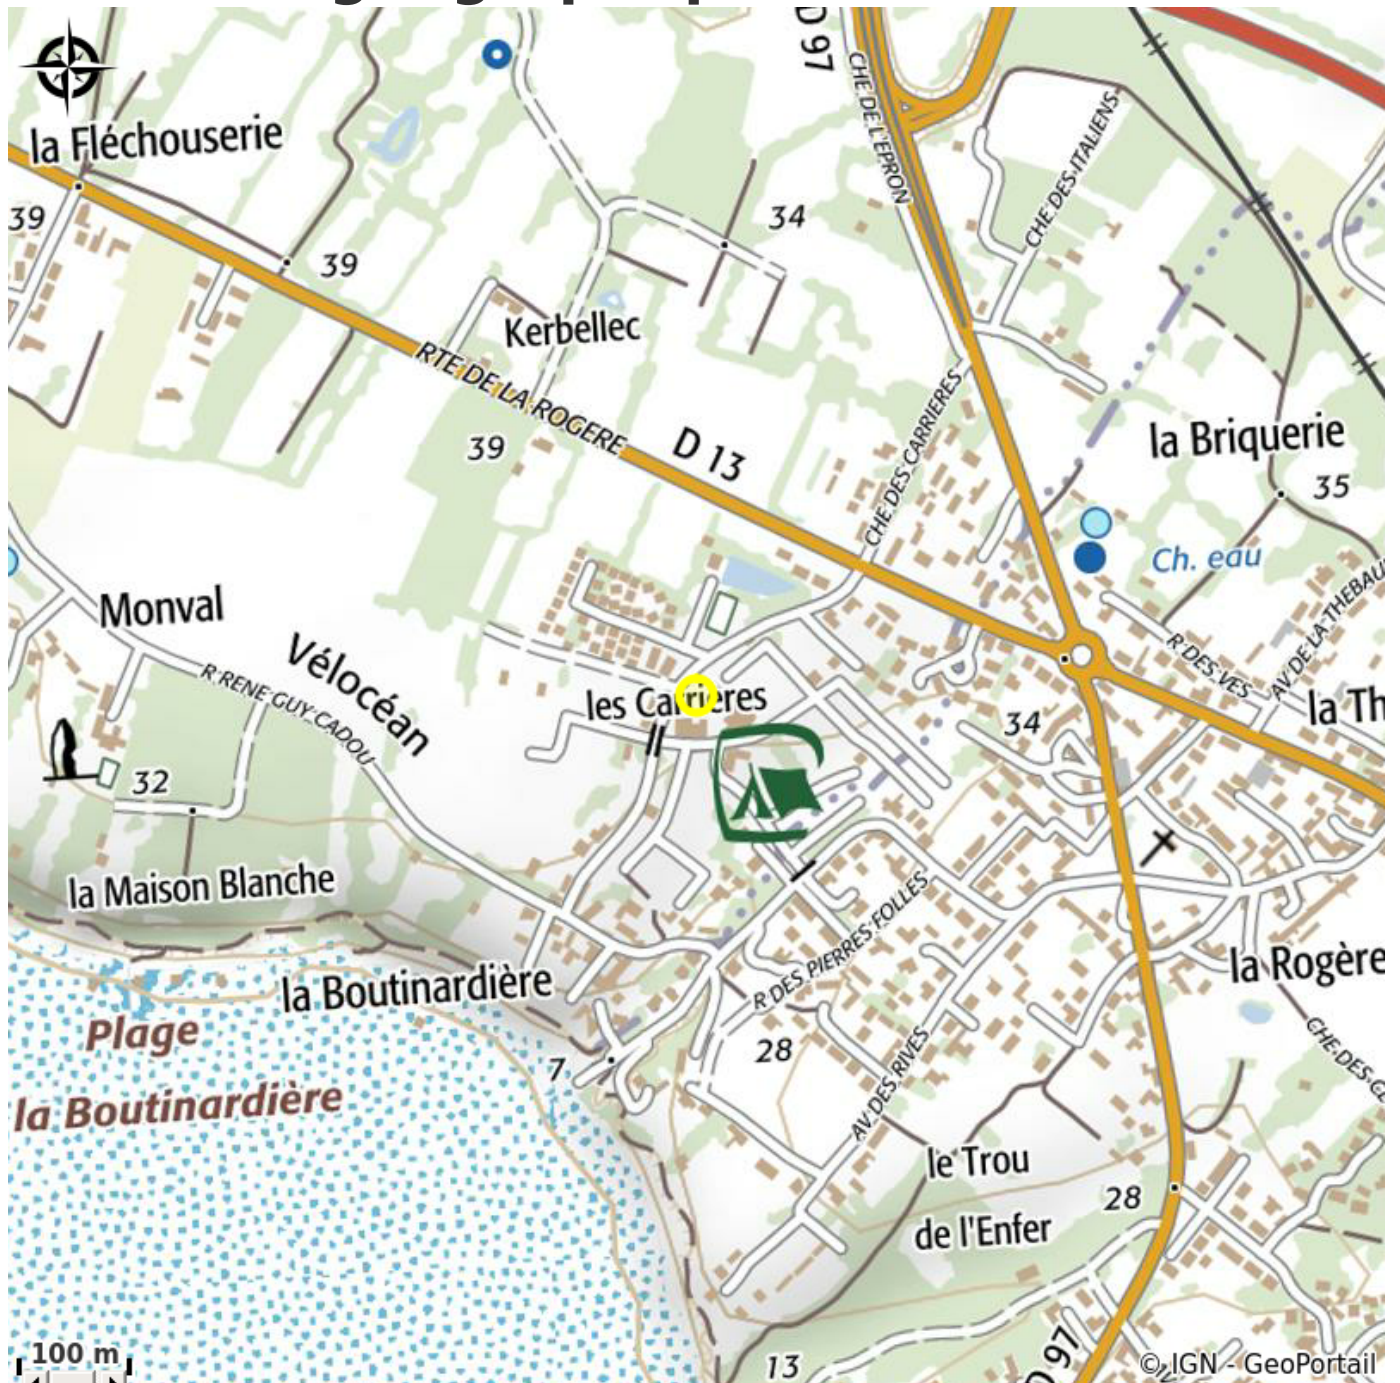 D 97
la Fléchouserie
CHE DE L'EPRON
CHE DES ITALIENS
39
34
39
Kerbellec
RTE DE LA ROGERE
CHE DES CARRIERES
39
D 13
la Briquerie
35
Ch. eau
Monval
AV DE LA THEBAU
Vélocéan
R RENE GUY CADOU
R DES VES
les Carrières
la Th
34
32
la Maison Blanche
R DES PIERRES FOLLES
la Boutinardière
la Rogère
Plage
la Boutinardière
7
28
AV DES RIVES
CHE DES CL
le Trou
de l'Enfer
28
100 m
13
D 97
© IGN - GeoPortail